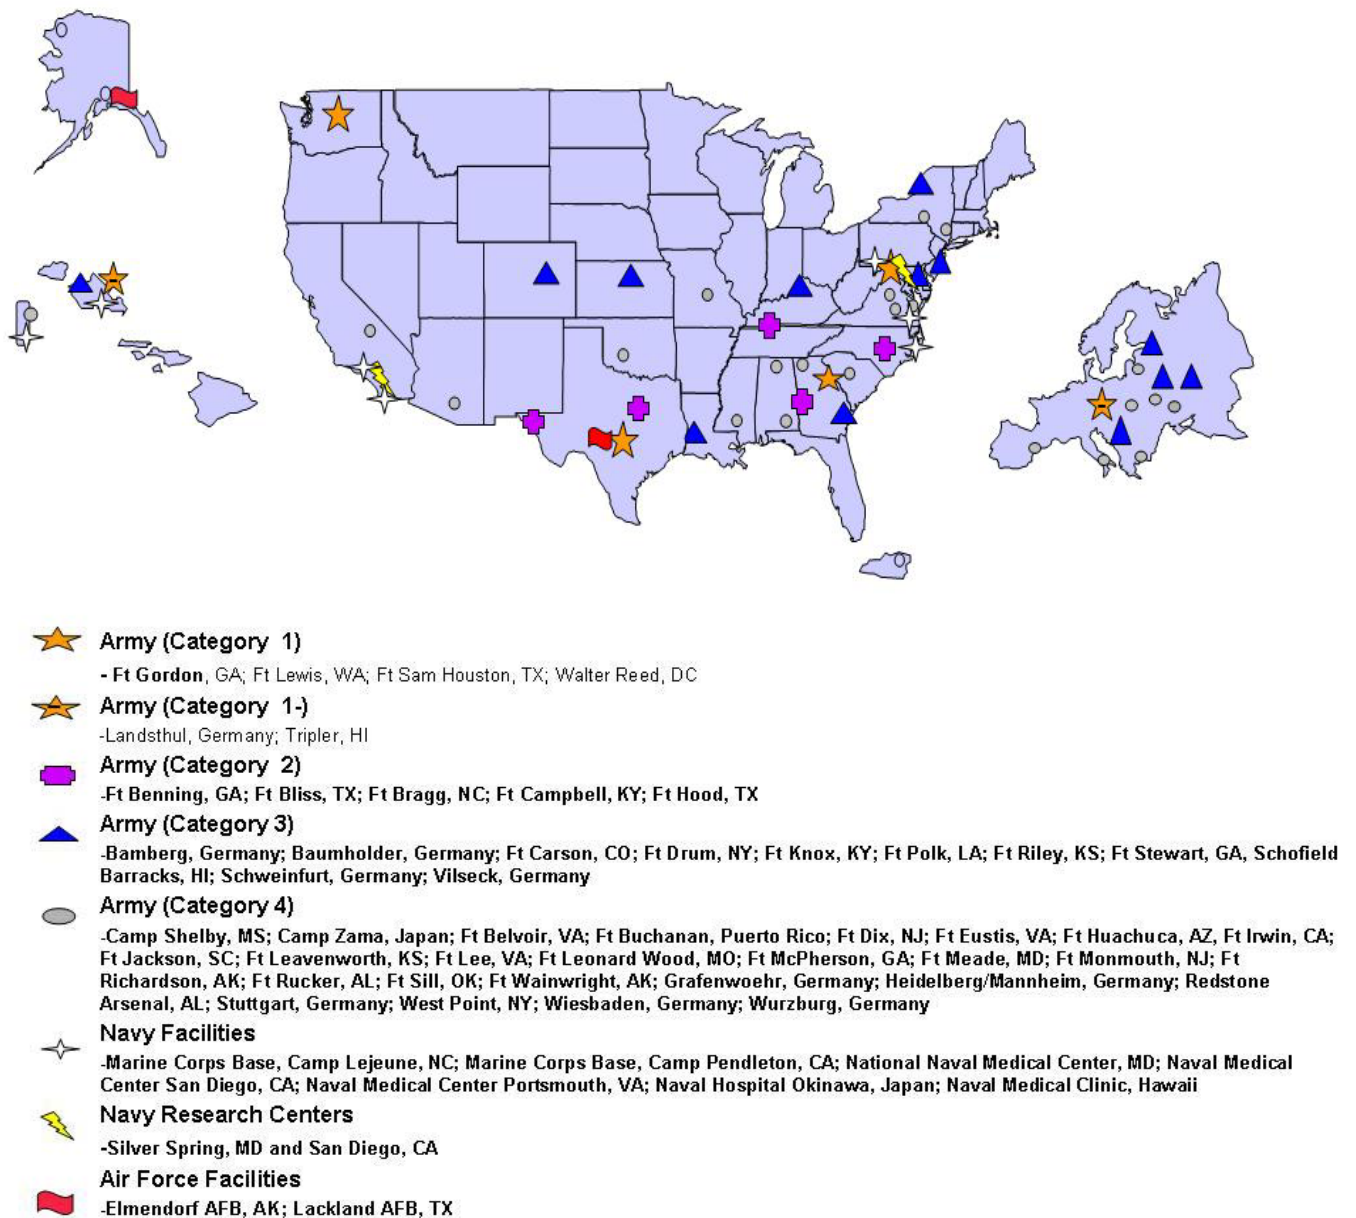 Army (Category 1)
- Ft Gordon, GA; Ft Lewis, WA; Ft Sam Houston, TX; Walter Reed, DC
Army (Category 1-)
-Landsthul, Germany; Tripler, HI
Army (Category 2)
-Ft Benning, GA; Ft Bliss, TX; Ft Bragg, NC; Ft Campbell, KY; Ft Hood, TX
Army (Category 3)
-Bamberg, Germany; Baumholder, Germany; Ft Carson, CO; Ft Drum, NY; Ft Knox, KY; Ft Polk, LA; Ft Riley, KS; Ft Stewart, GA, Schofield
Barracks, HI; Schweinfurt, Germany; Vilseck, Germany
Army (Category 4)
-Camp Shelby, MS; Camp Zama, Japan; Ft Belvoir, VA; Ft Buchanan, Puerto Rico; Ft Dix, NJ; Ft Eustis, VA; Ft Huachuca, AZ, Ft Irwin, CA;
Ft Jackson, SC; Ft Leavenworth, KS; Ft Lee, VA; Ft Leonard Wood, MO; Ft McPherson, GA; Ft Meade, MD; Ft Monmouth, NJ; Ft
Richardson, AK; Ft Rucker, AL; Ft Sill, OK; Ft Wainwright, AK; Grafenwoehr, Germany; Heidelberg/Mannheim, Germany; Redstone
Arsenal, AL; Stuttgart, Germany; West Point, NY; Wiesbaden, Germany; Wurzburg, Germany
Navy Facilities
-Marine Corps Base, Camp Lejeune, NC; Marine Corps Base, Camp Pendleton, CA; National Naval Medical Center, MD; Naval Medical
Center San Diego, CA; Naval Medical Center Portsmouth, VA; Naval Hospital Okinawa, Japan; Naval Medical Clinic, Hawaii
Navy Research Centers
-Silver Spring, MD and San Diego, CA
Air Force Facilities
-Elmendorf AFB, AK; Lackland AFB, TX